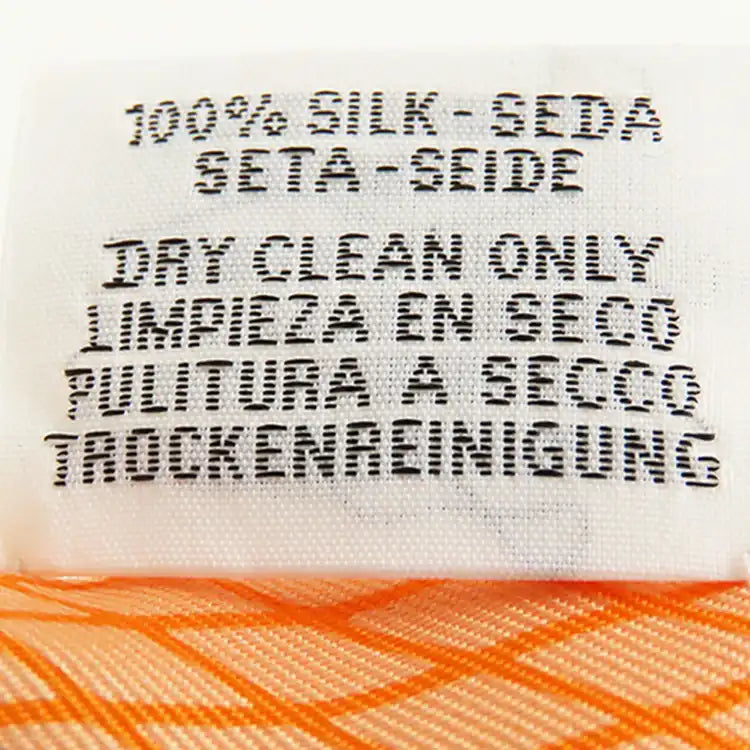 100% SILK - SEDA
SETA - SEIDE
DRY CLEAN ONLY
LIMPIEZA EN SECO
PULITURA A SECCO
TROCKENREINIGUNG